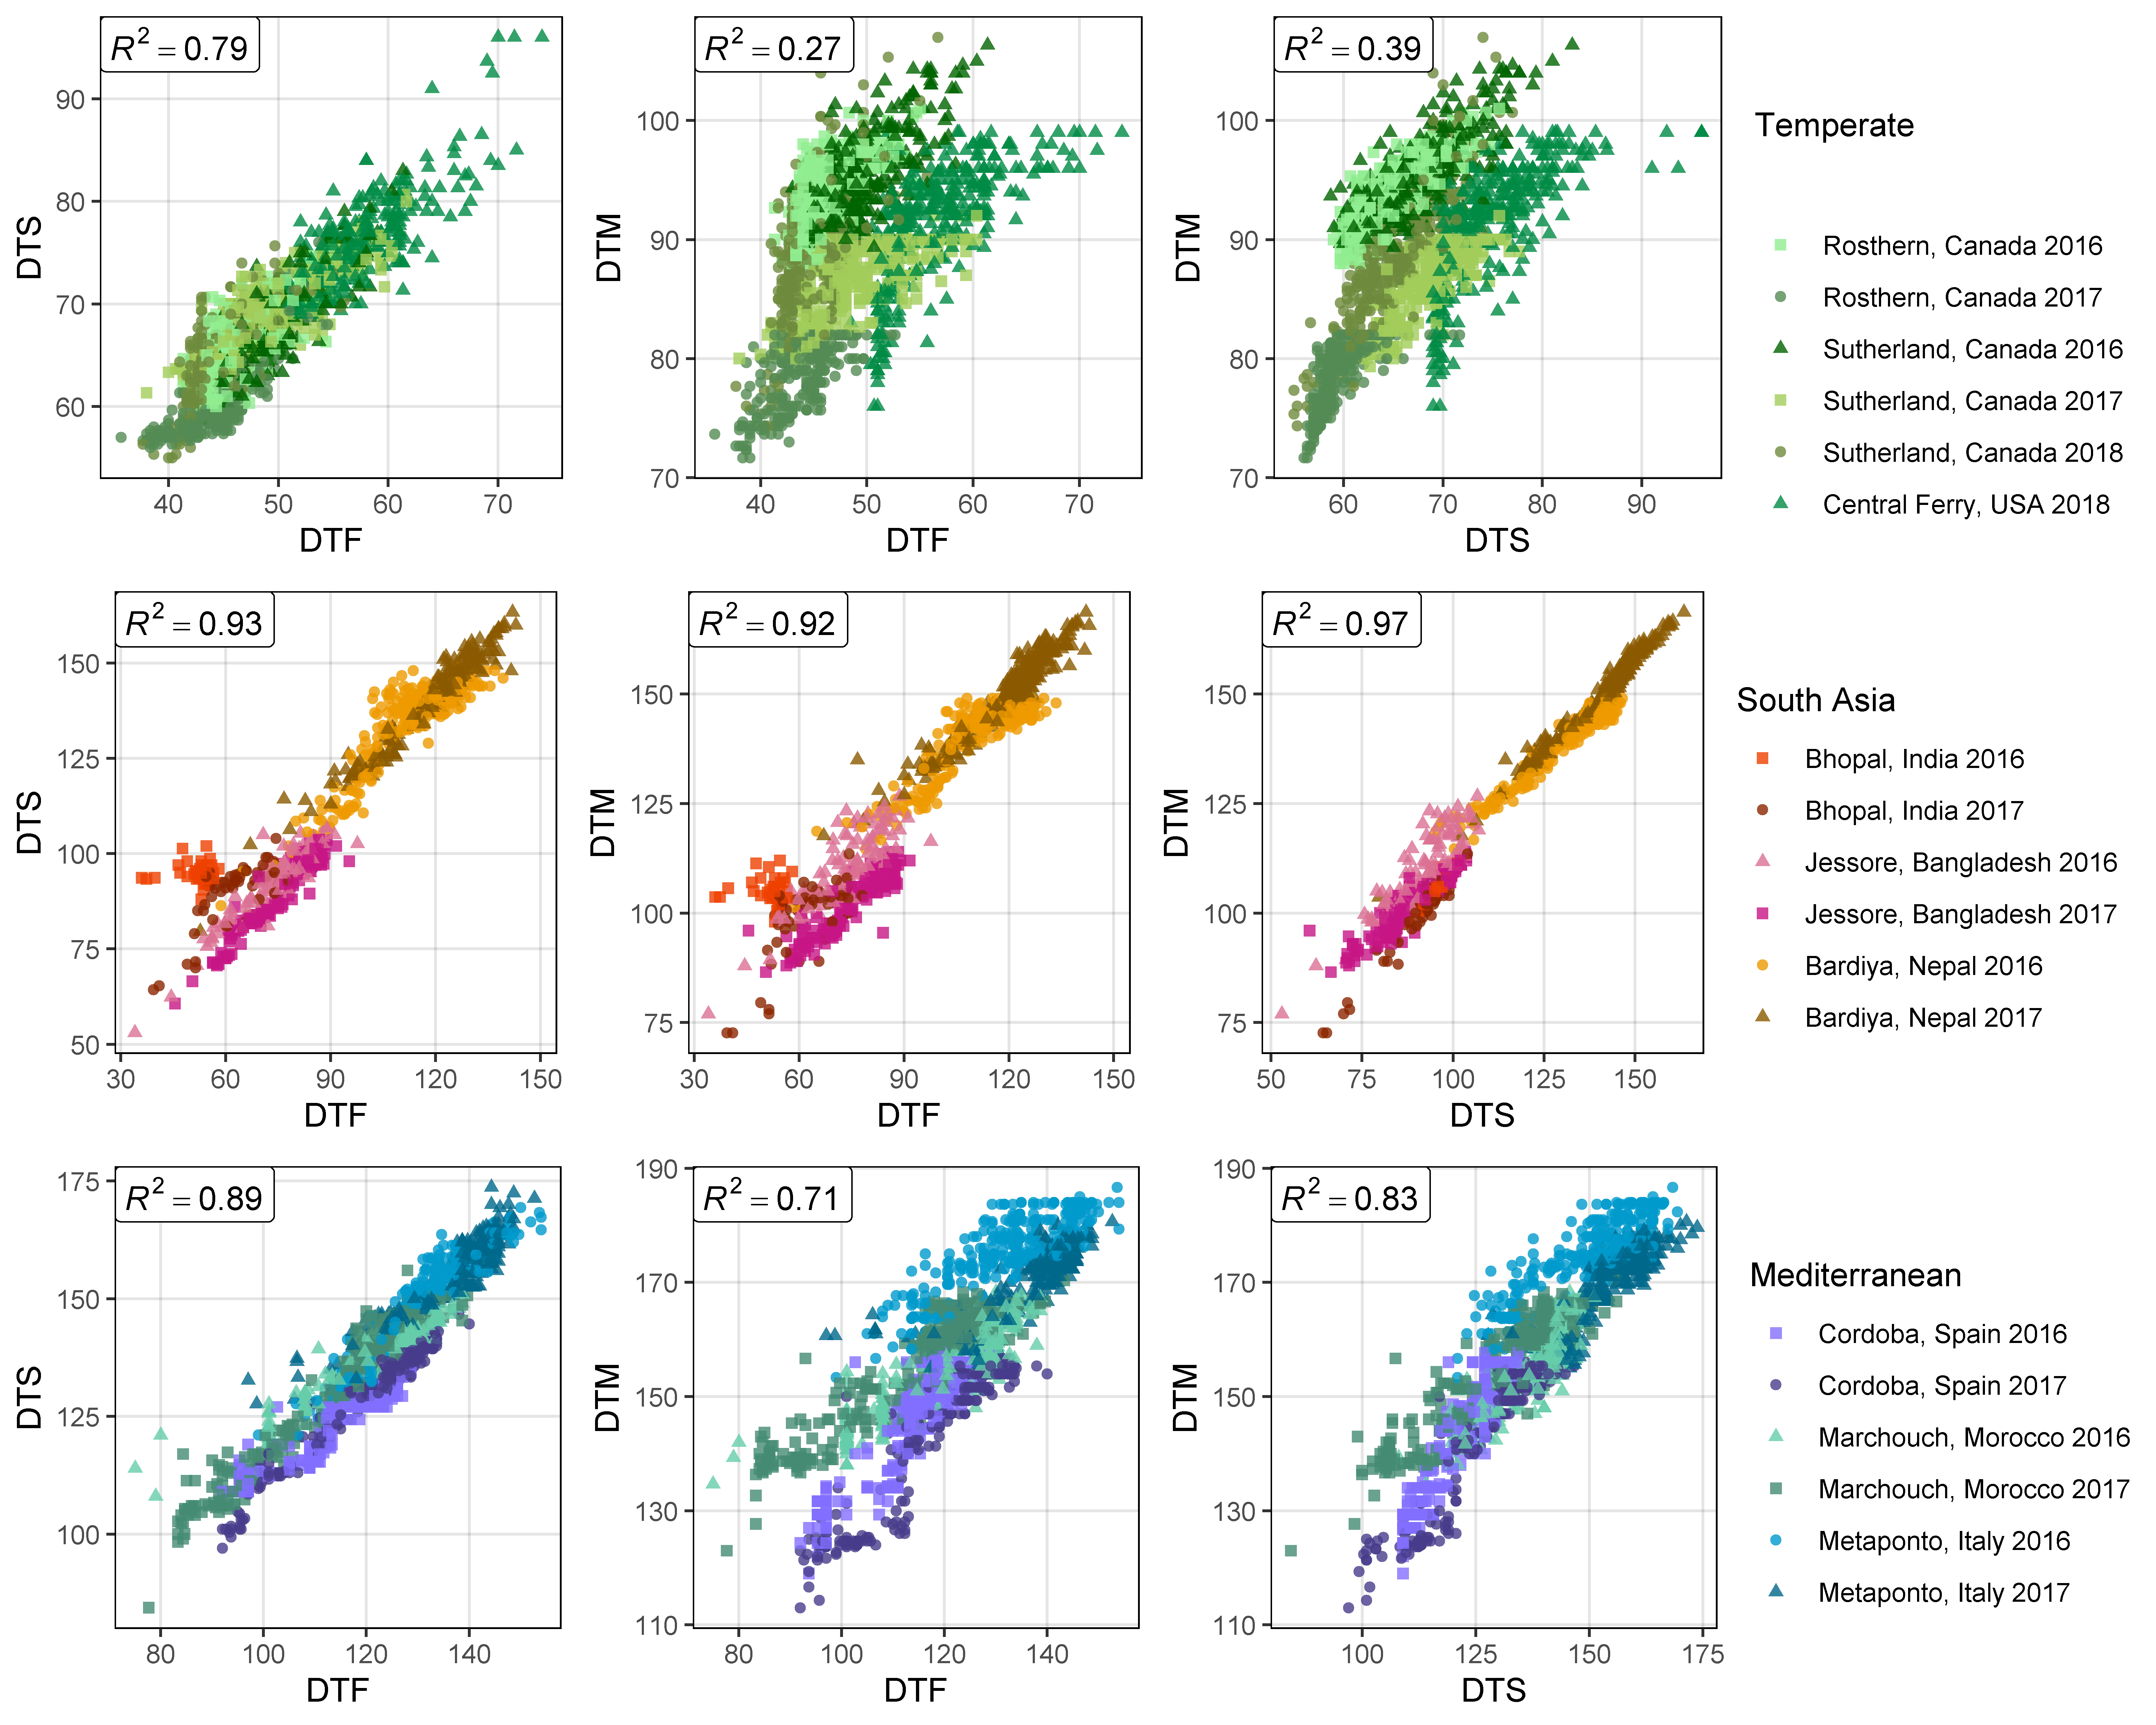 R² = 0.79
R² = 0.27
R² = 0.39
90
80
70
60
DTS
40 50 60 70
DTF
100
90
80
70
DTM
40 50 60 70
DTF
100
90
80
70
DTM
60 70 80 90
DTS
Temperate
Rosthern, Canada 2016
Rosthern, Canada 2017
Sutherland, Canada 2016
Sutherland, Canada 2017
Sutherland, Canada 2018
Central Ferry, USA 2018
R² = 0.93
R² = 0.92
R² = 0.97
150
125
100
75
50
DTS
30 60 90 120 150
DTF
150
125
100
75
DTM
30 60 90 120 150
DTF
150
125
100
75
DTM
50 75 100 125 150
DTS
South Asia
Bhopal, India 2016
Bhopal, India 2017
Jessore, Bangladesh 2016
Jessore, Bangladesh 2017
Bardiya, Nepal 2016
Bardiya, Nepal 2017
R² = 0.89
R² = 0.71
R² = 0.83
175
150
125
100
DTS
80 100 120 140
DTF
190
170
150
130
110
DTM
80 100 120 140
DTF
190
170
150
130
110
DTM
100 125 150 175
DTS
Mediterranean
Cordoba, Spain 2016
Cordoba, Spain 2017
Marchouch, Morocco 2016
Marchouch, Morocco 2017
Metaponto, Italy 2016
Metaponto, Italy 2017